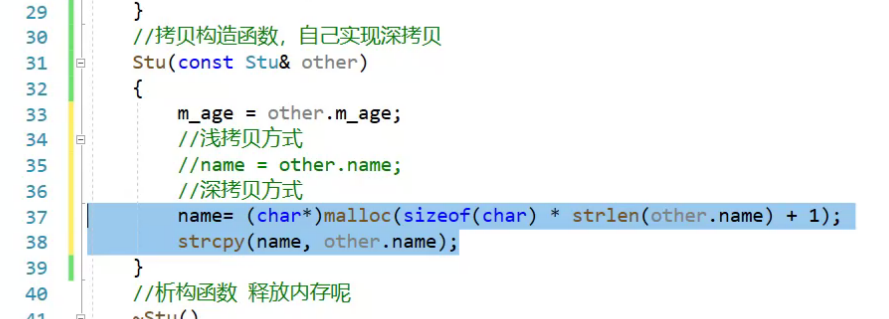 29 }
30 //拷贝构造函数，自己实现深拷贝
31 Stu(const Stu& other)
32 {
33 m_age = other.m_age;
34 //浅拷贝方式
35 //name = other.name;
36 //深拷贝方式
37 name= (char*)malloc(sizeof(char) * strlen(other.name) + 1);
38 strcpy(name, other.name);
39 }
40 //析构函数 释放内存呢
41 ~Stu()